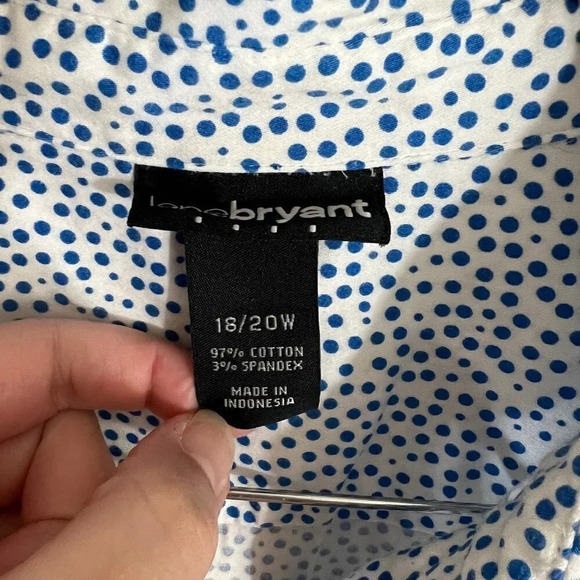 lanebryant
18/20W
97% COTTON
3% SPANDEX
MADE IN
INDONESIA